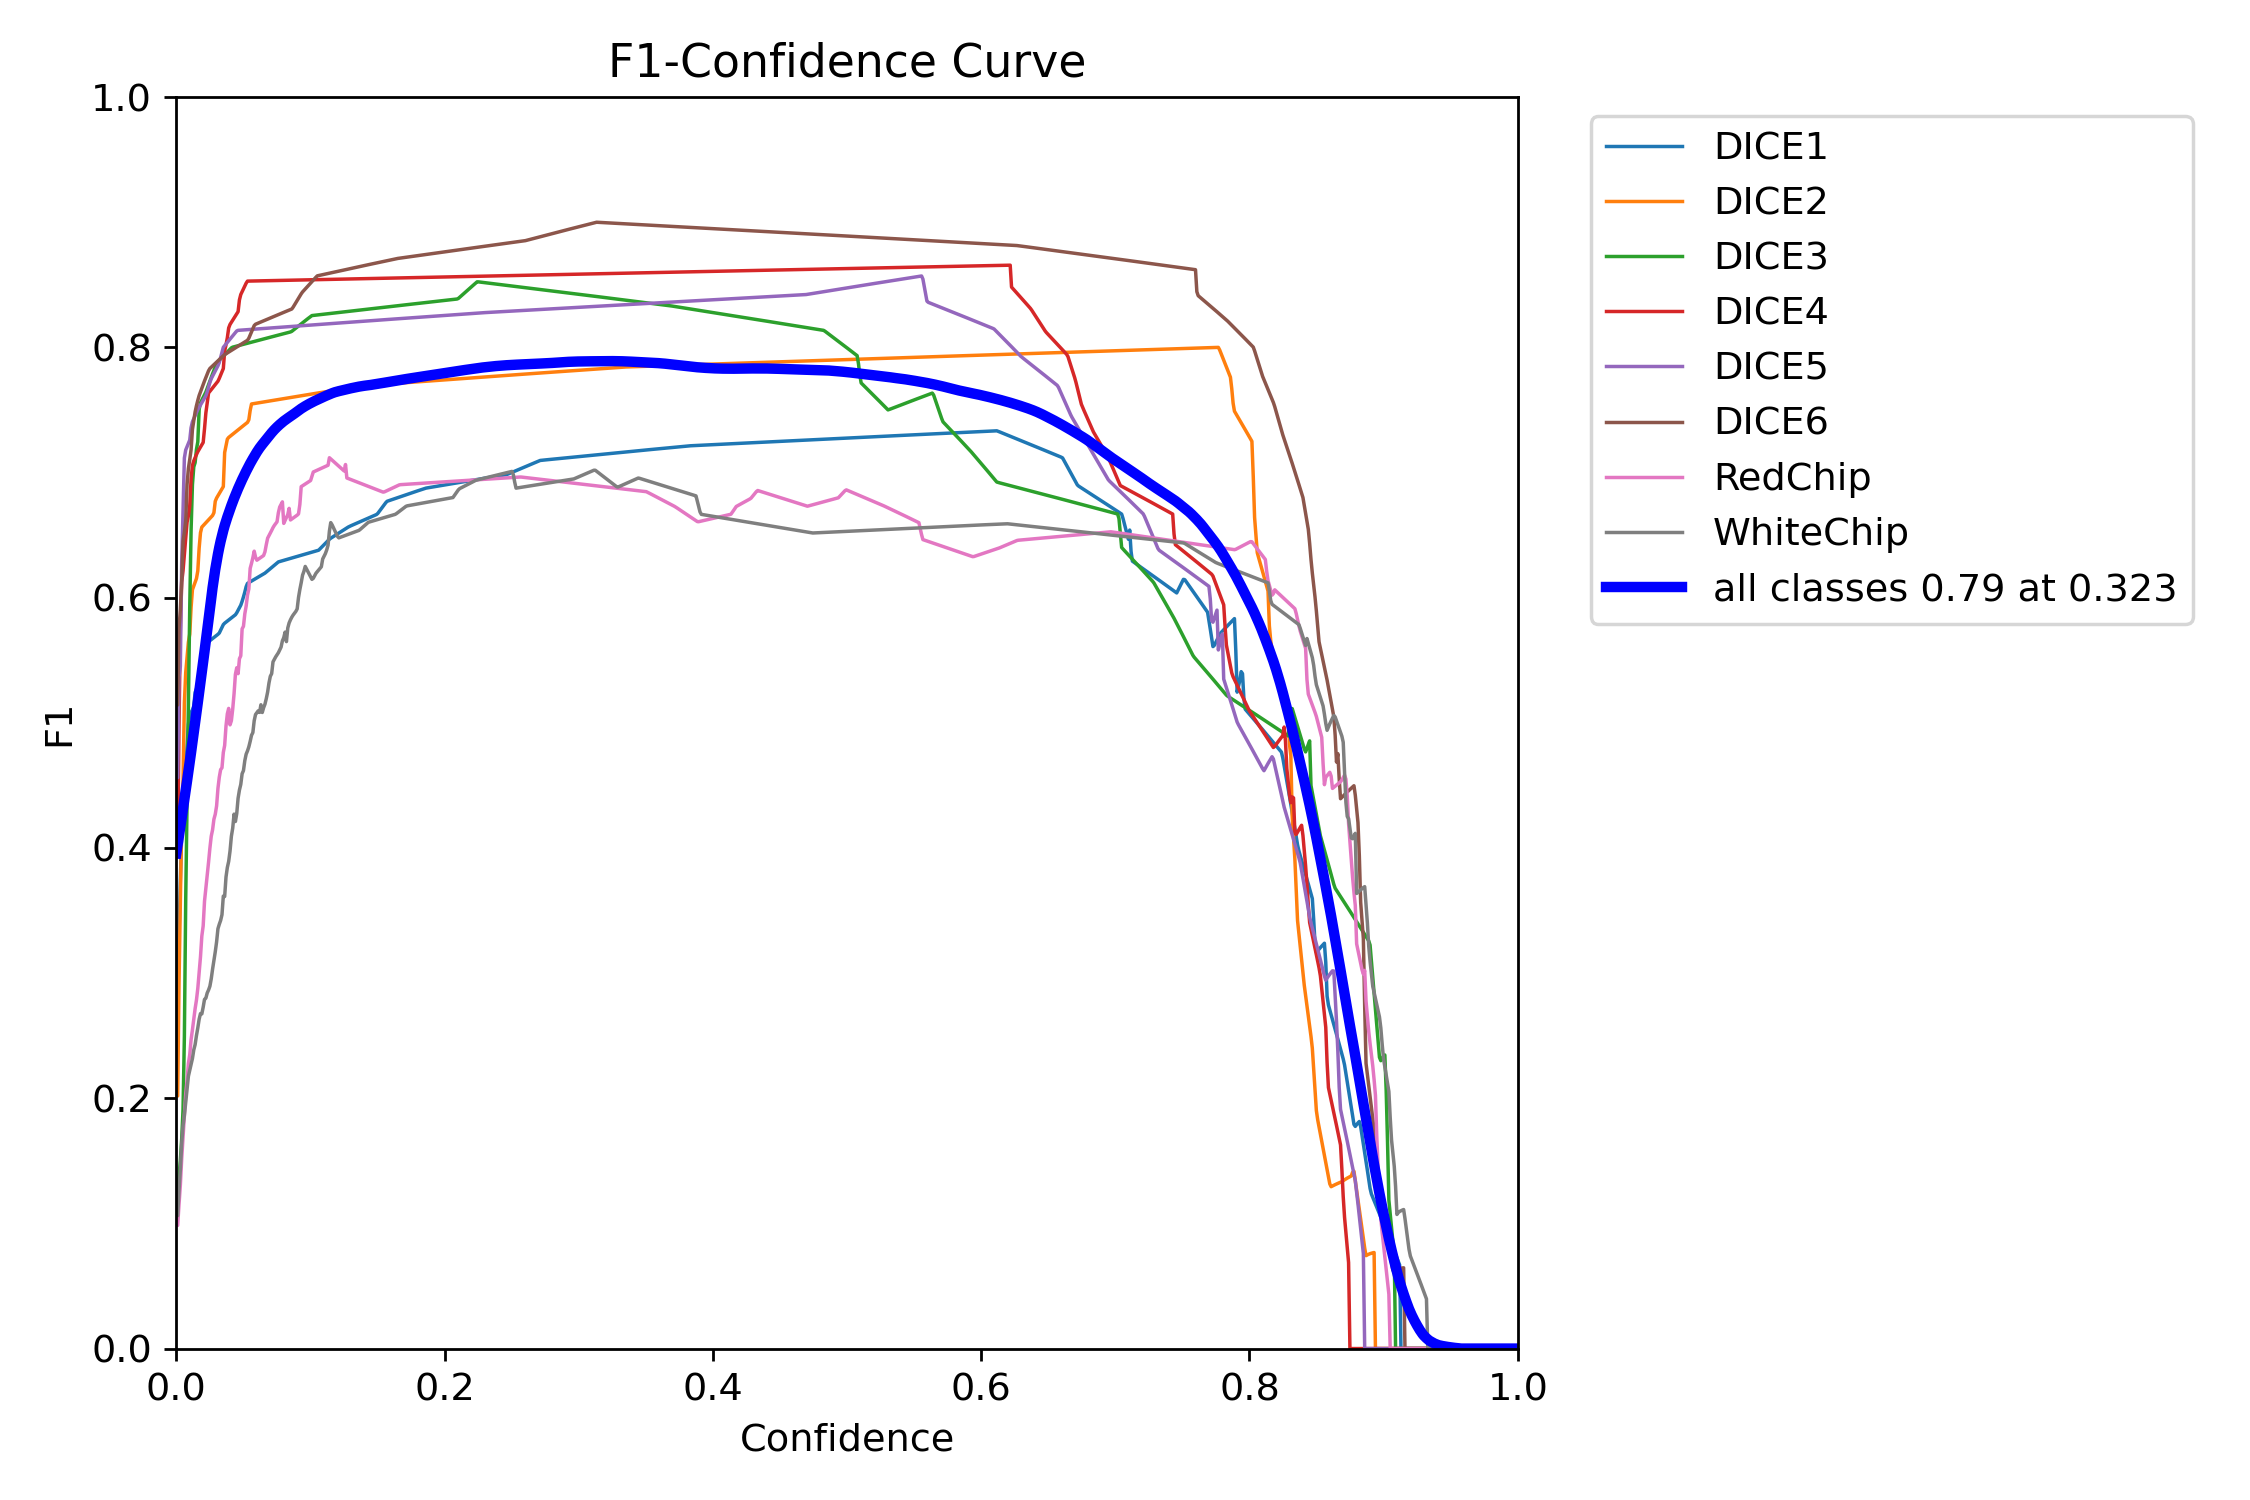 F1-Confidence Curve
1.0
0.8
0.6
0.4
0.2
0.0
F1
0.0 0.2 0.4 0.6 0.8 1.0
Confidence
DICE1
DICE2
DICE3
DICE4
DICE5
DICE6
RedChip
WhiteChip
all classes 0.79 at 0.323